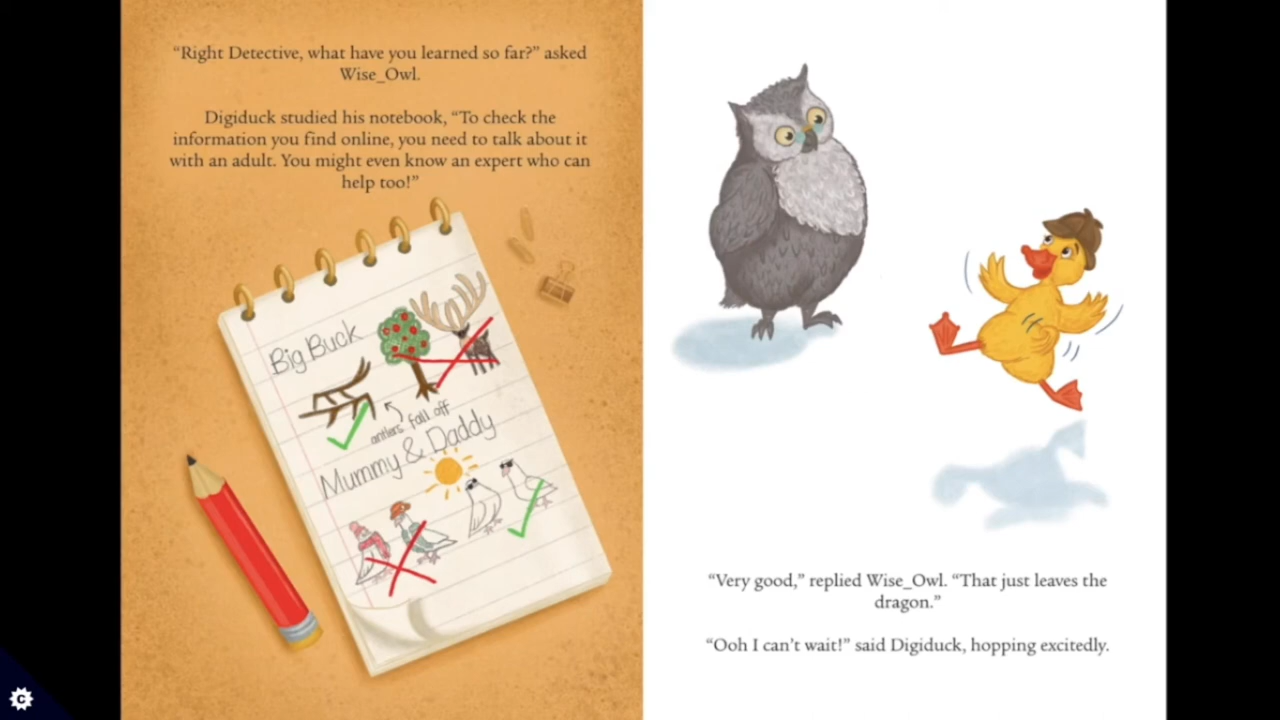 “Right Detective, what have you learned so far?” asked
Wise_Owl.
Digiduck studied his notebook, “To check the
information you find online, you need to talk about it
with an adult. You might even know an expert who can
help too!”
Big Buck
antlers fall off
Mummy & Daddy
“Very good,” replied Wise_Owl. “That just leaves the
dragon.”
“Ooh I can’t wait!” said Digiduck, hopping excitedly.
C